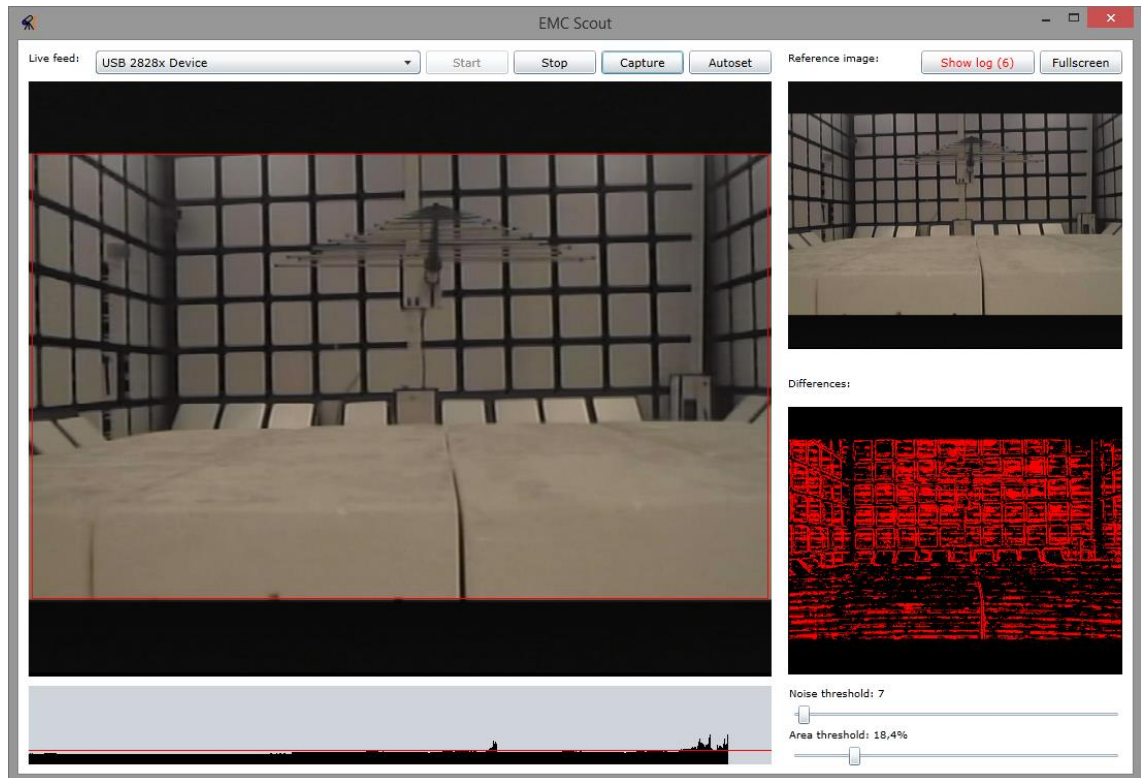 EMC Scout
Live feed:
USB 2828x Device
Start
Stop
Capture
Autoset
Reference image:
Show log (6)
Fullscreen
Differences:
Noise threshold: 7
Area threshold: 18,4%